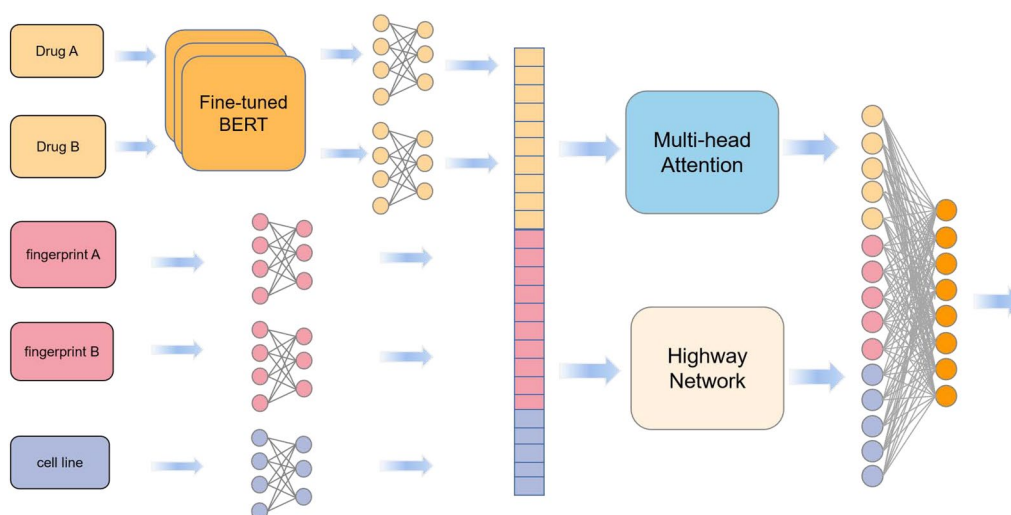 Drug A
Drug B
Fine-tuned
BERT
fingerprint A
fingerprint B
cell line
Multi-head
Attention
Highway
Network